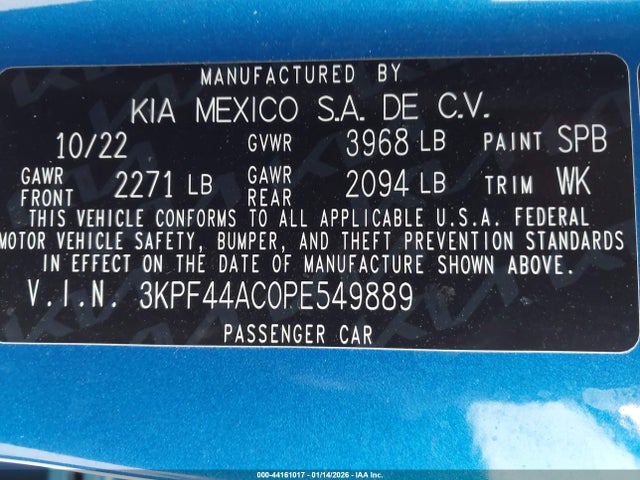 MANUFACTURED BY
KIA MEXICO S.A. DE C.V.
10/22 GVWR 3968 LB PAINT SPB
GAWR FRONT 2271 LB GAWR REAR 2094 LB TRIM WK
THIS VEHICLE CONFORMS TO ALL APPLICABLE U.S.A. FEDERAL
MOTOR VEHICLE SAFETY, BUMPER, AND THEFT PREVENTION STANDARDS
IN EFFECT ON THE DATE OF MANUFACTURE SHOWN ABOVE.
V.I.N. 3KPF44AC0PE549889
PASSENGER CAR
000-44161017 - 01/14/2026 - IAA Inc.